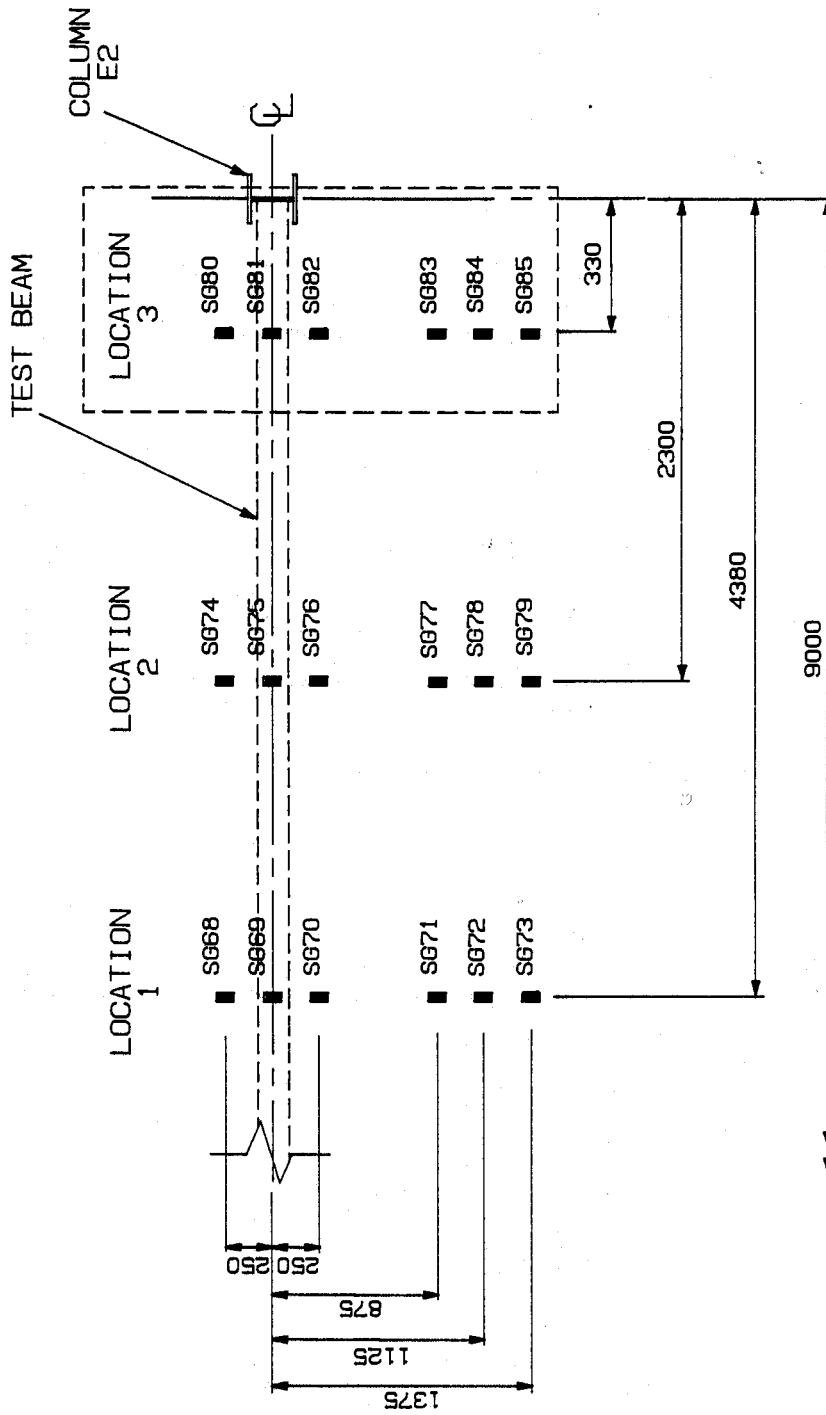 COLUMN
E2
TEST BEAM
LOCATION
3
SG80
SG81
SG82
SG83
SG84
SG85
330
LOCATION
2
SG74
SG75
SG76
SG77
SG78
SG79
2300
4380
9000
LOCATION
1
SG68
SG69
SG70
SG71
SG72
SG73
250
250
875
1125
1375
CL